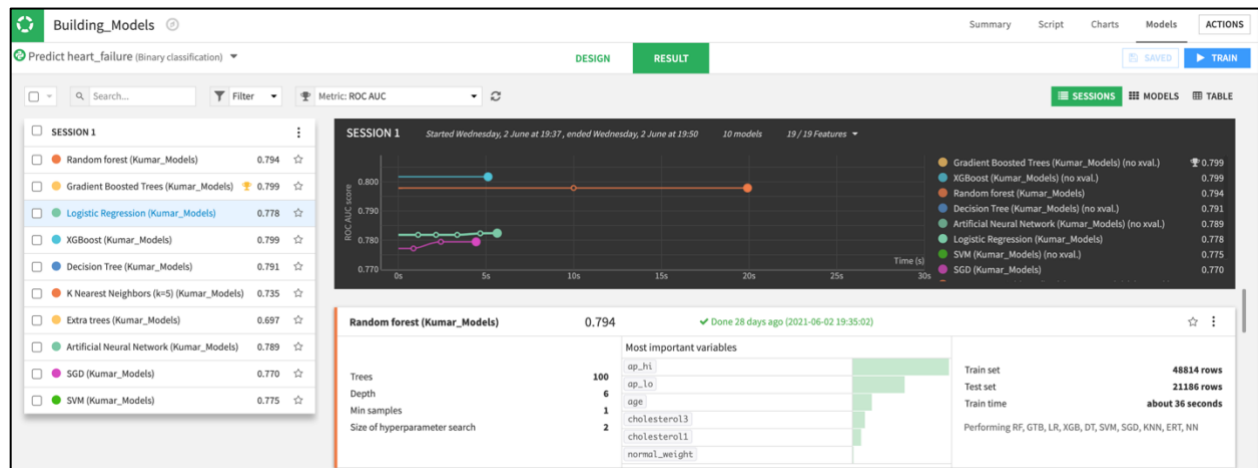 Building_Models
Summary Script Charts Models ACTIONS
Predict heart_failure (Binary classification)
DESIGN RESULT
SAVED TRAIN
Search... Filter Metric: ROC AUC
SESSIONS MODELS TABLE
SESSION 1
Random forest (Kumar_Models) 0.794
Gradient Boosted Trees (Kumar_Models) 0.799
Logistic Regression (Kumar_Models) 0.778
XGBoost (Kumar_Models) 0.799
Decision Tree (Kumar_Models) 0.791
K Nearest Neighbors (k=5) (Kumar_Models) 0.735
Extra trees (Kumar_Models) 0.697
Artificial Neural Network (Kumar_Models) 0.789
SGD (Kumar_Models) 0.770
SVM (Kumar_Models) 0.775
SESSION 1 Started Wednesday, 2 June at 19:37 , ended Wednesday, 2 June at 19:50 10 models 19 / 19 Features
ROC AUC score
0.800
0.790
0.780
0.770
0s 5s 10s 15s 20s 25s 30s
Time (s)
Gradient Boosted Trees (Kumar_Models) (no xval.) 0.799
XGBoost (Kumar_Models) (no xval.) 0.799
Random forest (Kumar_Models) 0.794
Decision Tree (Kumar_Models) (no xval.) 0.791
Artificial Neural Network (Kumar_Models) (no xval.) 0.789
Logistic Regression (Kumar_Models) 0.778
SVM (Kumar_Models) (no xval.) 0.775
SGD (Kumar_Models) 0.770
Random forest (Kumar_Models) 0.794 Done 28 days ago (2021-06-02 19:35:02)
Trees 100
Depth 6
Min samples 1
Size of hyperparameter search 2
Most important variables
ap_hi
ap_lo
age
cholesterol3
cholesterol1
normal_weight
Train set 48814 rows
Test set 21186 rows
Train time about 36 seconds
Performing RF, GTB, LR, XGB, DT, SVM, SGD, KNN, ERT, NN